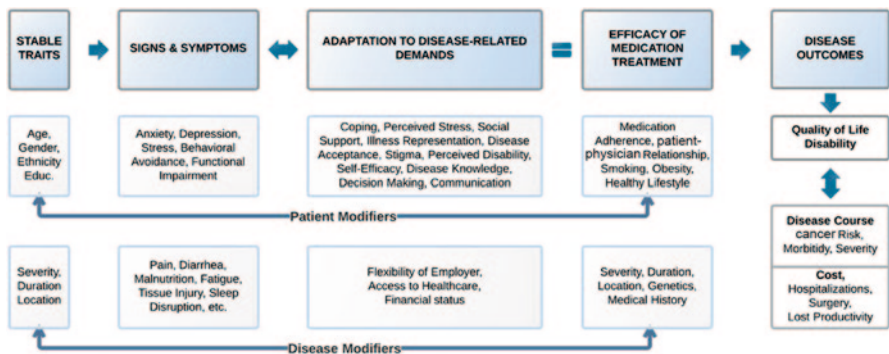 STABLE
TRAITS
SIGNS & SYMPTOMS
ADAPTATION TO DISEASE-RELATED
DEMANDS
EFFICACY OF
MEDICATION
TREATMENT
DISEASE
OUTCOMES
Age,
Gender,
Ethnicity
Educ.
Anxiety, Depression,
Stress, Behavioral
Avoidance, Functional
Impairment
Coping, Perceived Stress, Social
Support, Illness Representation, Disease
Acceptance, Stigma, Perceived Disability,
Self-Efficacy, Disease Knowledge,
Decision Making, Communication
Medication
Adherence, patient-
physician Relationship,
Smoking, Obesity,
Healthy Lifestyle
Quality of Life
Disability
Patient Modifiers
Disease Course
cancer Risk,
Morbitidy, Severity
Cost,
Hospitalizations,
Surgery,
Lost Productivity
Severity,
Duration
Location
Pain, Diarrhea,
Malnutrition, Fatigue,
Tissue Injury, Sleep
Disruption, etc.
Flexibility of Employer,
Access to Healthcare,
Financial status
Severity, Duration,
Location, Genetics,
Medical History
Disease Modifiers